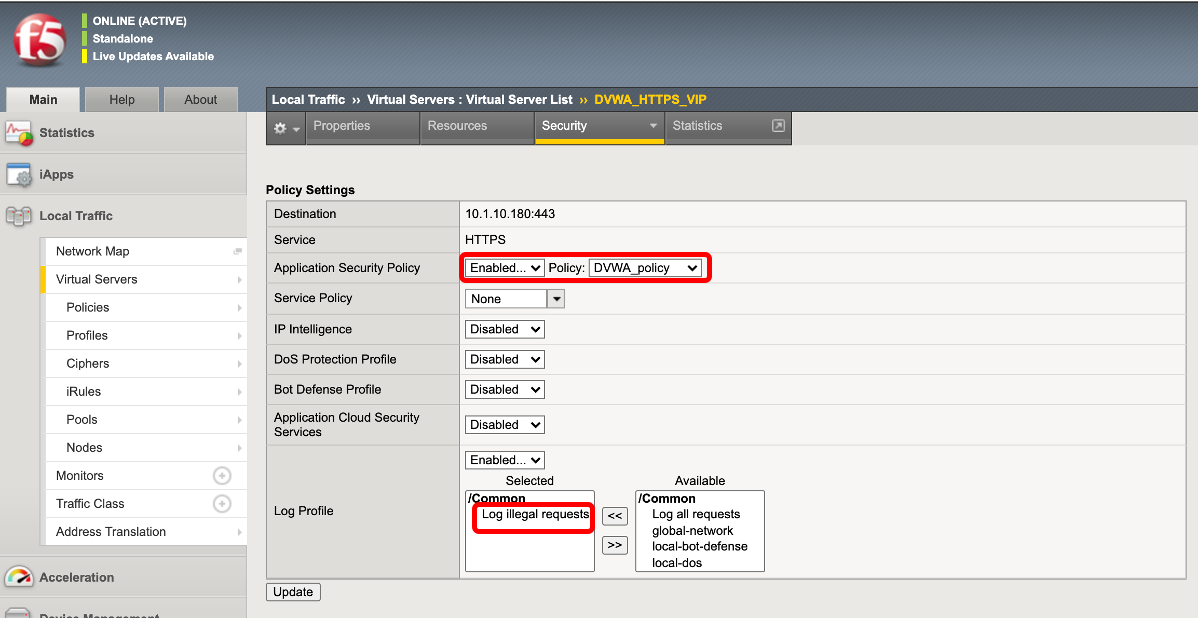 f5
ONLINE (ACTIVE)
Standalone
Live Updates Available
Main
Help
About
Local Traffic ›› Virtual Servers : Virtual Server List ›› DVWA_HTTPS_VIP
Properties
Resources
Security
Statistics
Statistics
iApps
Local Traffic
Network Map
Virtual Servers
Policies
Profiles
Ciphers
iRules
Pools
Nodes
Monitors
Traffic Class
Address Translation
Acceleration
Device Management
Policy Settings
Destination 10.1.10.180:443
Service HTTPS
Application Security Policy Enabled... Policy: DVWA_policy
Service Policy None
IP Intelligence Disabled
DoS Protection Profile Disabled
Bot Defense Profile Disabled
Application Cloud Security
Services
Disabled
Log Profile
Enabled...
Selected
/Common
Log illegal requests
<<
>>
Available
/Common
Log all requests
global-network
local-bot-defense
local-dos
Update